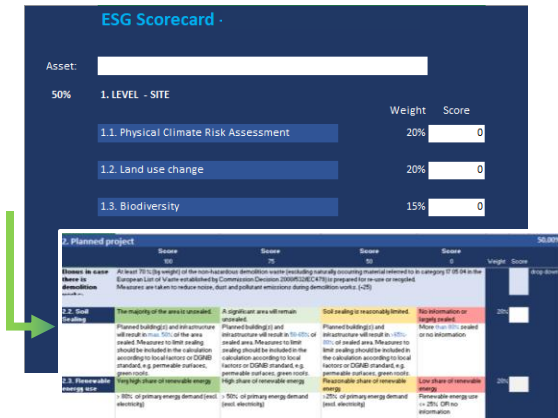 ESG Scorecard -
Asset:
50% 1. LEVEL - SITE
Weight Score
1.1. Physical Climate Risk Assessment 20% 0
1.2. Land use change 20% 0
1.3. Biodiversity 15% 0
2. Planned project 50.00%
Score Score Score Score
100 75 50 0 Weight Score
Bonus in case At least 70 % (by weight) of the non-hazardous demolition waste (excluding naturally occurring material referred to in category 17 05 04 in the drop down
there is European List of Waste established by Commission Decision 2000/532/EC) is prepared for re-use or recycled.
demolition Measures are taken to reduce noise, dust and pollutant emissions during demolition works. (+25)
2.2. Soil The majority of the area is unsealed. A significant area will remain Soil sealing is reasonably limited. No information or 20%
Sealing unsealed. largely sealed.
Planned building(s) and infrastructure Planned building(s) and Planned building(s) and More than 80% sealed
will result in max. 50% of the area infrastructure will result in of infrastructure will result in or no information
sealed. Measures to limit sealing sealed area. Measures to limit of sealed area. Measures to
should be included in the calculation sealing should be included in the limit sealing should be included in
according to local factors or DGNB calculation according to local the calculation according to local
standard, e.g. permeable surfaces, factors or DGNB standard, e.g. factors or DGNB standard, e.g.
green roofs. permeable surfaces, green roofs. permeable surfaces, green roofs.
2.3. Renewable Very high share of renewable energy High share of renewable energy Reasonable share of renewable Low share of renewable 20%
energy use energy energy
> 80% of primary energy demand (excl. > 50% of primary energy demand >25% of primary energy demand Renewable energy use
electricity) (excl. electricity) (excl. electricity) <= 25% OR no
information